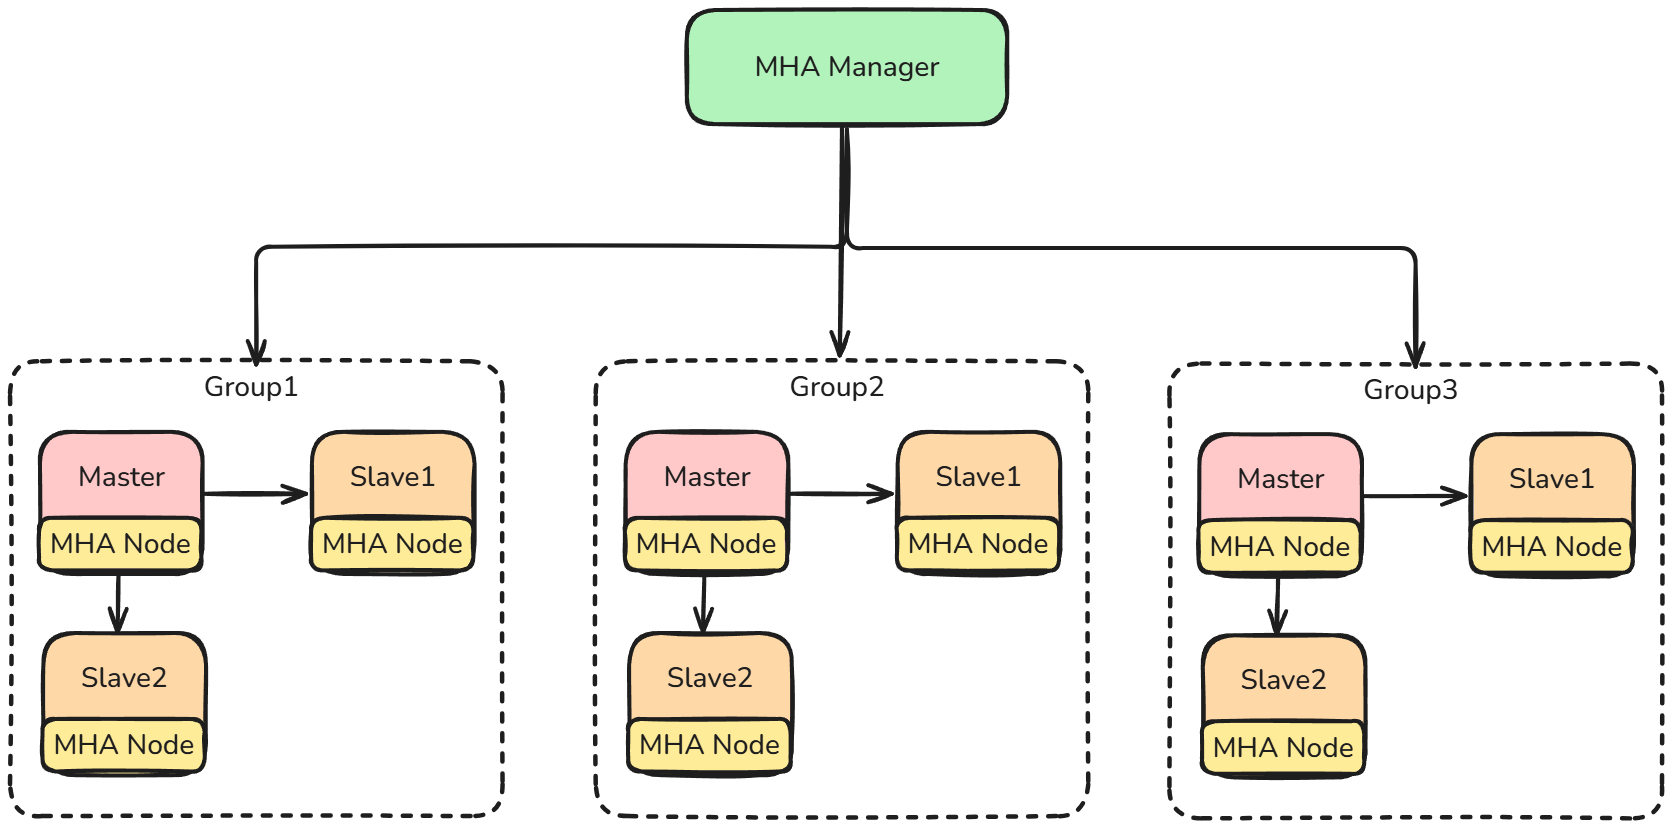 MHA Manager
Group1
Master
MHA Node
Slave1
MHA Node
Slave2
MHA Node
Group2
Master
MHA Node
Slave1
MHA Node
Slave2
MHA Node
Group3
Master
MHA Node
Slave1
MHA Node
Slave2
MHA Node